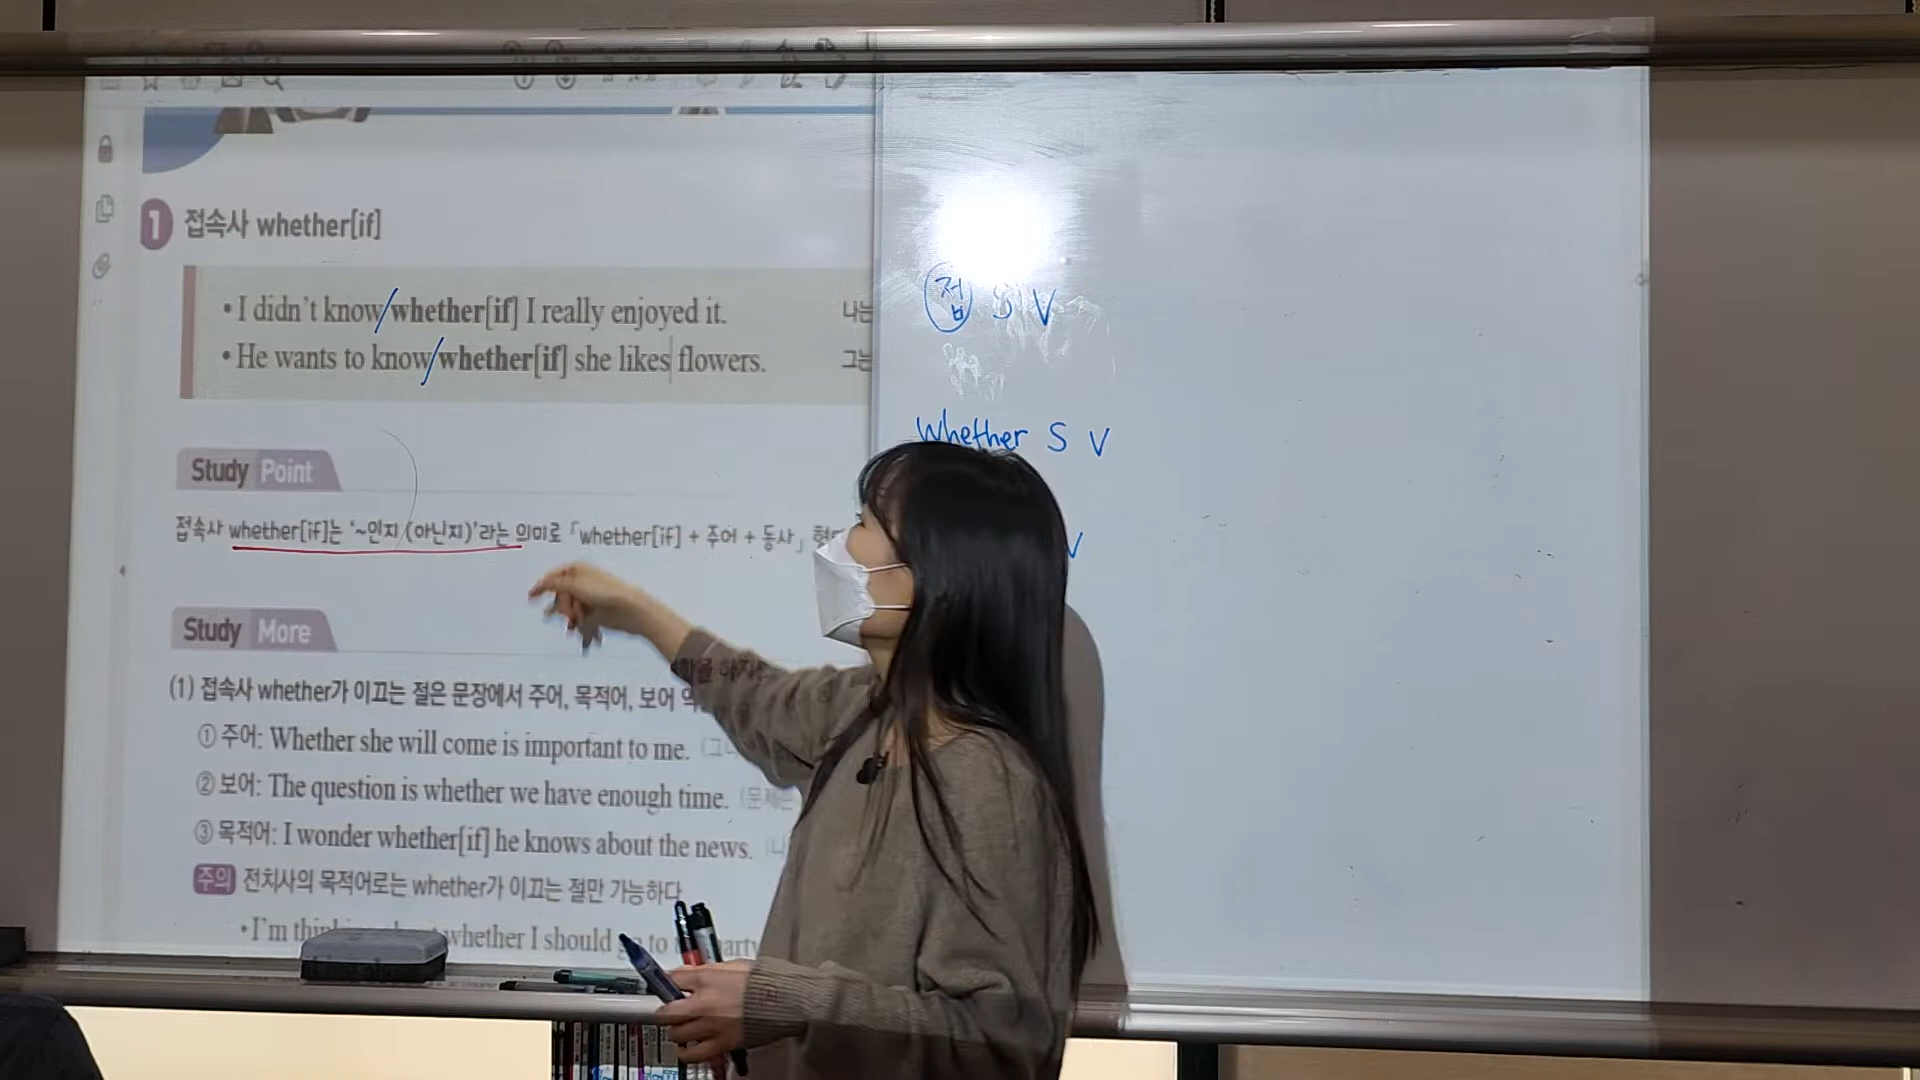 1 접속사 whether[if]
• I didn't know/whether[if] I really enjoyed it. 나는
• He wants to know/whether[if] she likes flowers. 그는
Study Point
접속사 whether[if]는 '~인지 (아닌지)'라는 의미로 「whether[if] + 주어 + 동사」
Study More
(1) 접속사 whether가 이끄는 절은 문장에서 주어, 목적어, 보어
① 주어: Whether she will come is important to me.
② 보어: The question is whether we have enough time. (문제는
③ 목적어: I wonder whether[if] he knows about the news. (나
주의 전치사의 목적어로는 whether가 이끄는 절만 가능하다
• I'm whether I should to
접 S V
Whether S V
V